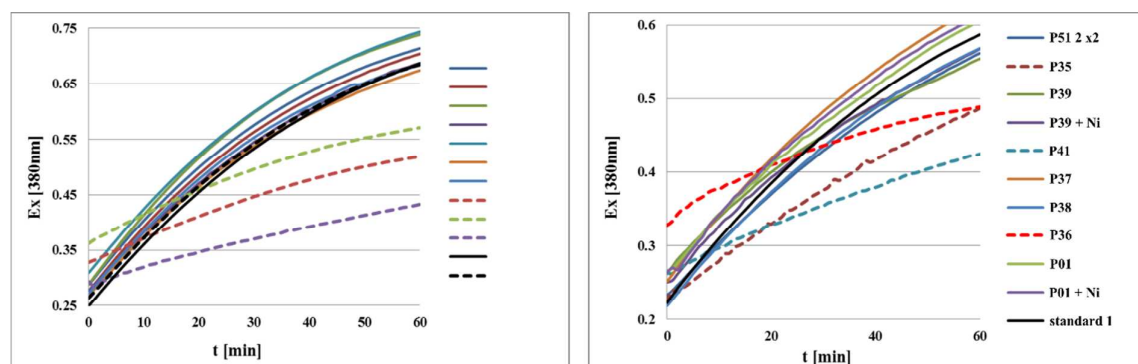 0.75
0.65
0.55
0.45
0.35
0.25
Ex [380nm]
0 10 20 30 40 50 60
t [min]
0.6
0.5
0.4
0.3
0.2
Ex [380nm]
0 20 40 60
t [min]
P51 2 x2
P35
P39
P39 + Ni
P41
P37
P38
P36
P01
P01 + Ni
standard 1